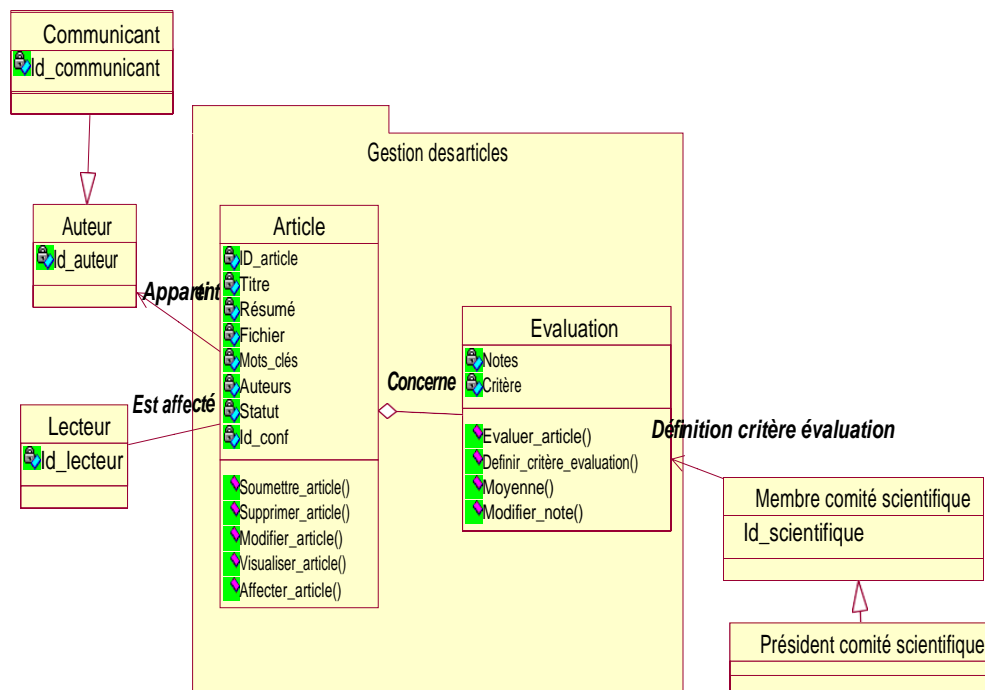 Communicant
Id_communicant
Gestion desarticles
Auteur
Id_auteur
Appartint
Article
ID_article
Titre
Résumé
Fichier
Mots_clés
Auteurs
Statut
Id_conf
Soumettre_article()
Supprimer_article()
Modifier_article()
Visualiser_article()
Affecter_article()
Est affecté
Lecteur
Id_lecteur
Concerne
Evaluation
Notes
Critère
Evaluer_article()
Definir_critère_evaluation()
Moyenne()
Modifier_note()
Définition critère évaluation
Membre comité scientifique
Id_scientifique
Président comité scientifique